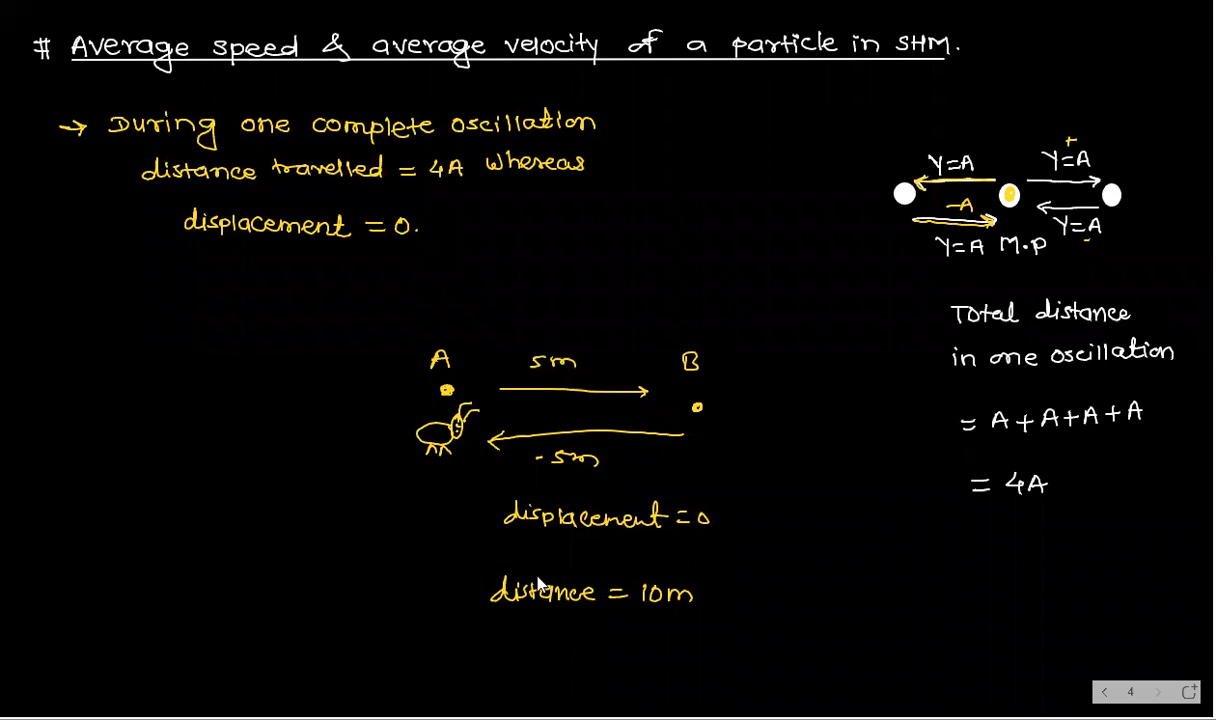 # Average speed & average velocity of a particle in SHM.
→ During one complete oscillation
distance travelled = 4A whereas
displacement = 0.
+
Y=A Y=A
-A
Y=A M.P Y=A
-
Total distance
in one oscillation
= A + A + A + A
= 4A
A 5m B
-5m
displacement = 0
distance = 10m
< 4 >